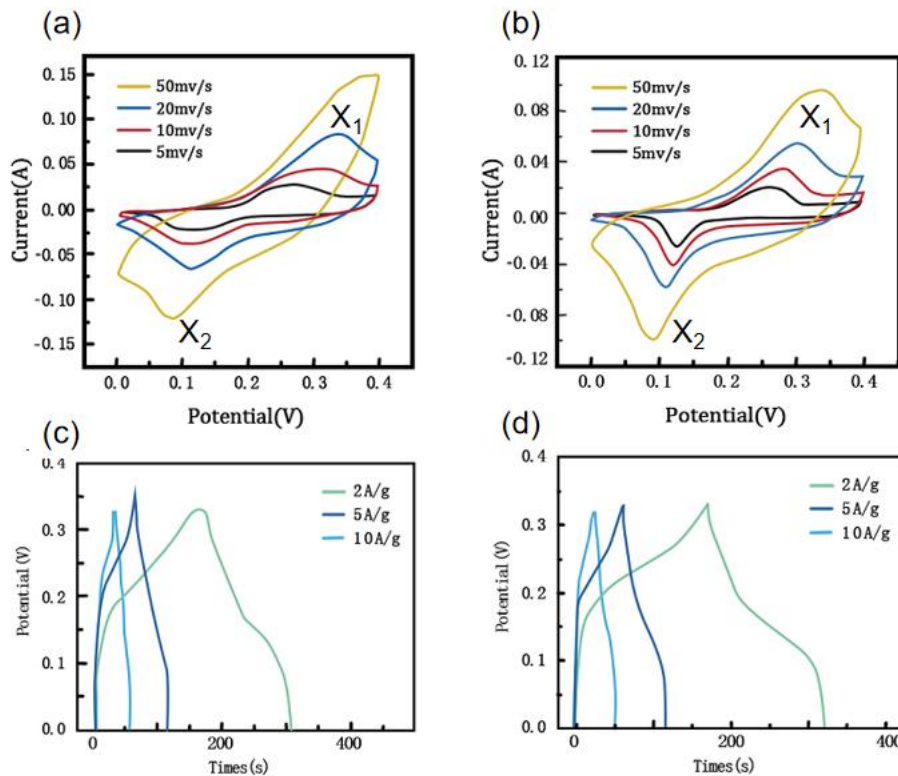 (a)
0.15
0.10
0.05
0.00
-0.05
-0.10
-0.15
Current(A)
50mv/s
20mv/s
10mv/s
5mv/s
X1
X2
0.0 0.1 0.2 0.3 0.4
Potential(V)
(b)
0.12
0.08
0.04
0.00
-0.04
-0.08
-0.12
Current(A)
50mv/s
20mv/s
10mv/s
5mv/s
X1
X2
0.0 0.1 0.2 0.3 0.4
Potential(V)
(c)
0.4
0.3
0.2
0.1
0.0
Potential(V)
2A/g
5A/g
10A/g
0 200 400
Times(s)
(d)
0.4
0.3
0.2
0.1
0.0
Potential(V)
2A/g
5A/g
10A/g
0 200 400
Times(s)